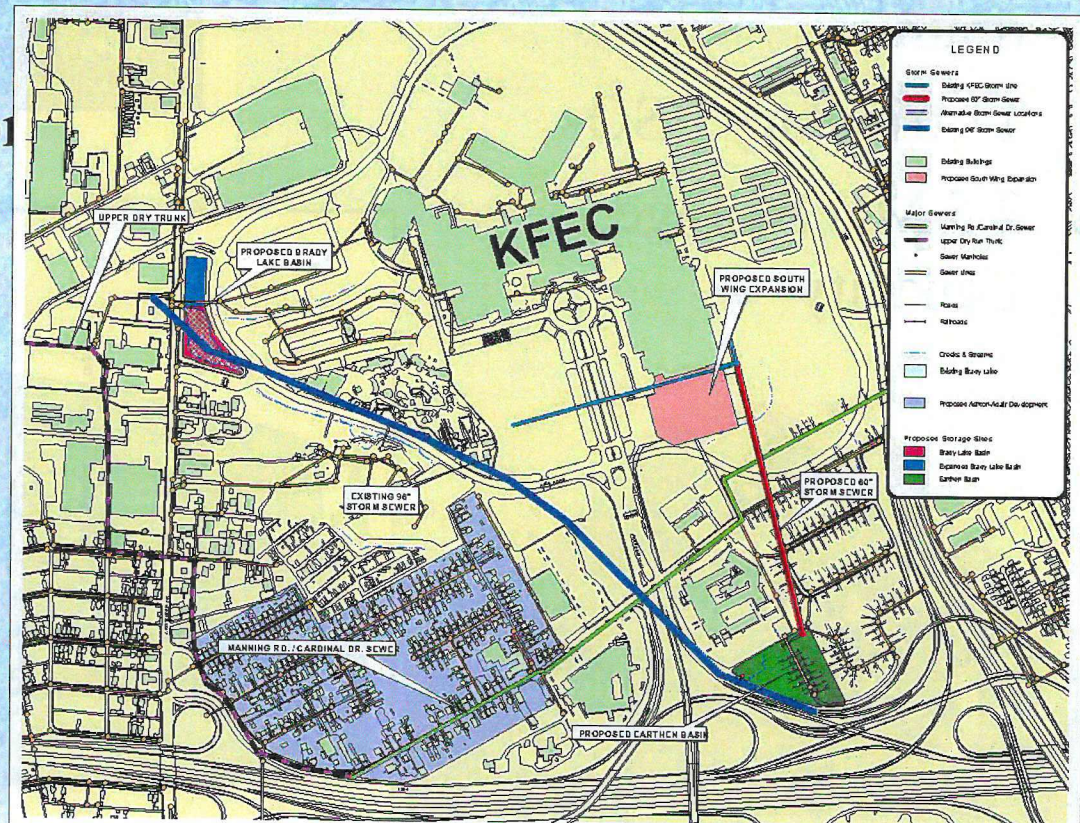 UPPER DRY TRUNK
PROPOSED BRADY
LAKE BASIN
KFEC
PROPOSED SOUTH
WING EXPANSION
EXISTING 96"
STORM SEWER
PROPOSED 60"
STORM SEWER
MANNING RD. / CARDINAL DR. SEWE
PROPOSED EARTHEN BASIN
LEGEND
Storm Sewers
Existing KFEC Storm Line
Proposed 60" Storm Sewer
Alternative Storm Sewer Locations
Existing 96" Storm Sewer
Existing Buildings
Proposed South Wing Expansion
Major Sewers
Manning Rd./Cardinal Dr. Sewer
Upper Dry Run Trunk
Sewer Manholes
Sewer Lines
Roads
Railroads
Creeks & Streams
Existing Brady Lake
Proposed Development
Proposed Storage Sites
Brady Lake Basin
Expanded Brady Lake Basin
Earthen Basin